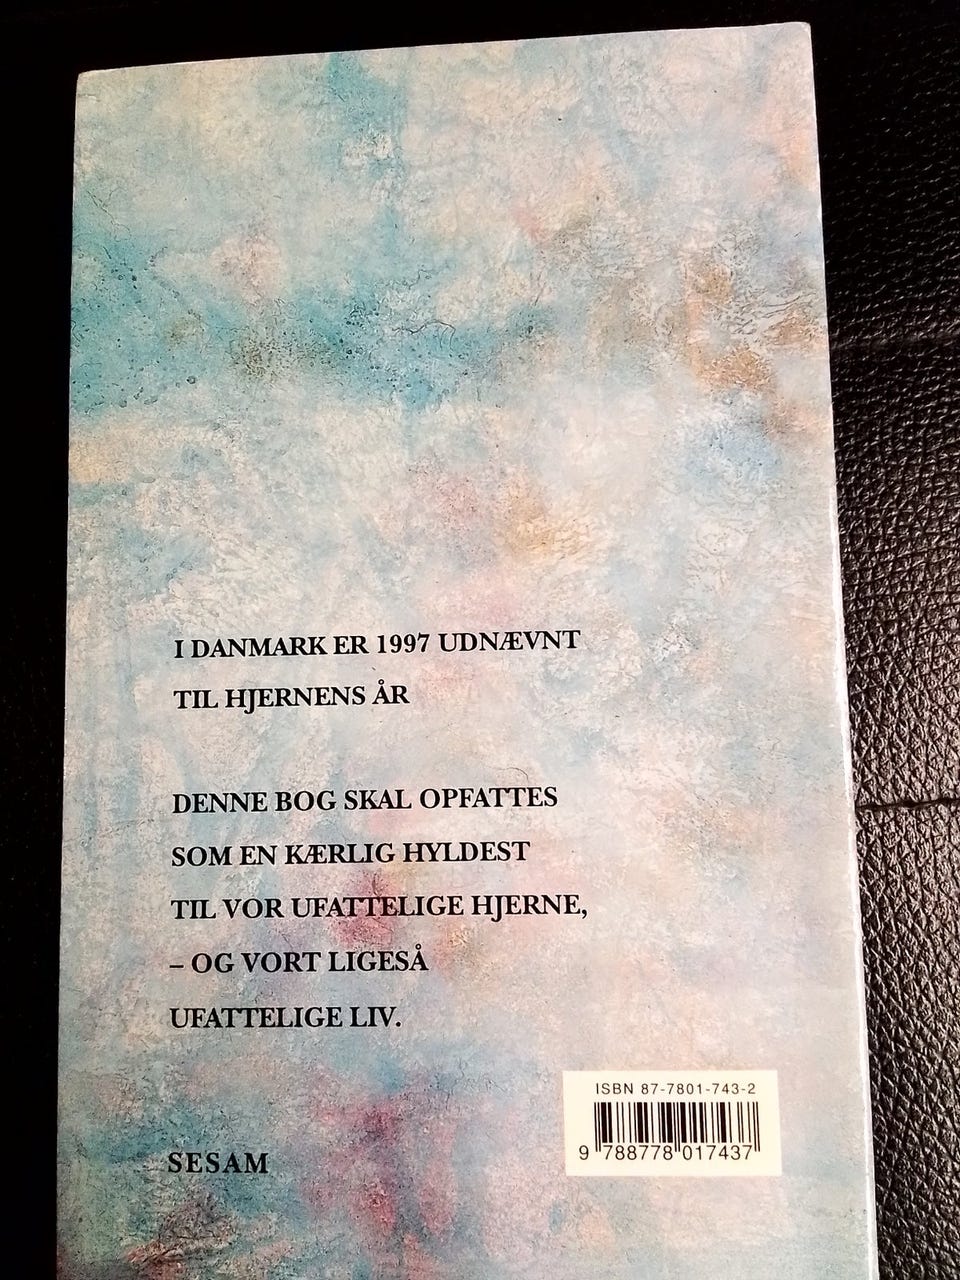 I DANMARK ER 1997 UDNÆVNT
TIL HJERNENS ÅR
DENNE BOG SKAL OPFATTES
SOM EN KÆRLIG HYLDEST
TIL VOR UFATTELIGE HJERNE,
– OG VORT LIGESÅ
UFATTELIGE LIV.
ISBN 87-7801-743-2
9 788778 017437
SESAM